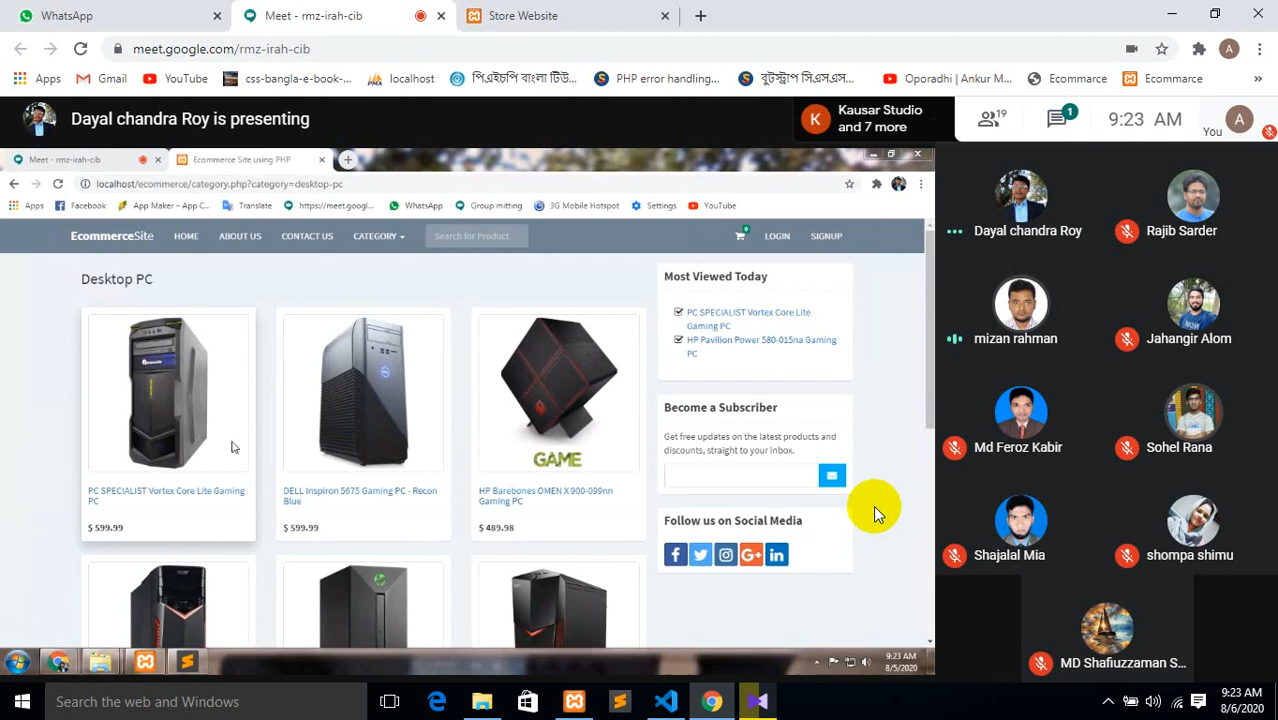 WhatsApp
Meet - rmz-irah-cib
Store Website
meet.google.com/rmz-irah-cib
A
Apps
Gmail
YouTube
css-bangla-e-book-...
localhost
পিএইচপি বাংলা টিউ...
PHP error handling...
বুটস্ট্রাপ সিএসএস...
Oporadhi | Ankur M...
Ecommerce
Ecommerce
»
Dayal chandra Roy is presenting
K
Kausar Studio
and 7 more
19
1
9:23 AM
You
A
Meet - rmz-irah-cib
Ecommerce Site using PHP
localhost/ecommerce/category.php?category=desktop-pc
Apps
Facebook
App Maker – App C...
Translate
https://meet.googl...
WhatsApp
Group mitting
3G Mobile Hotspot
Settings
YouTube
EcommerceSite
HOME
ABOUT US
CONTACT US
CATEGORY
Search for Product
0
LOGIN
SIGNUP
Desktop PC
PC SPECIALIST Vortex Core Lite Gaming
PC
$ 599.99
DELL Inspiron 5675 Gaming PC - Recon
Blue
$ 599.99
GAME
HP Barebones OMEN X 900-099nn
Gaming PC
$ 489.98
Most Viewed Today
PC SPECIALIST Vortex Core Lite
Gaming PC
HP Pavilion Power 580-015na Gaming
PC
Become a Subscriber
Get free updates on the latest products and
discounts, straight to your inbox.
Follow us on Social Media
9:23 AM
8/5/2020
Dayal chandra Roy
Rajib Sarder
mizan rahman
Jahangir Alom
Md Feroz Kabir
Sohel Rana
Shajalal Mia
shompa shimu
MD Shafiuzzaman S...
Search the web and Windows
9:23 AM
8/6/2020